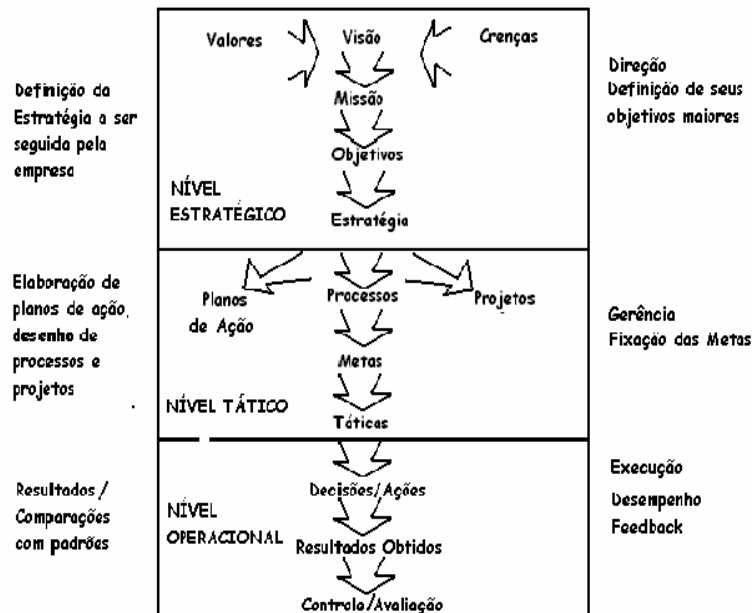 Valores
Visão
Crenças
Definição da
Estratégia a ser
seguida pela
empresa
Missão
Objetivos
Estratégia
NÍVEL
ESTRATÉGICO
Direção
Definição de seus
objetivos maiores
Elaboração de
planos de ação,
desenho de
processos e
projetos
Planos
de Ação
Processos
Projetos
Metas
Táticas
NÍVEL TÁTICO
Gerência
Fixação das Metas
Resultados/
Comparações
com padrões
NÍVEL
OPERACIONAL
Decisões/Ações
Resultados Obtidos
Controle/Avaliação
Execução
Desempenho
Feedback